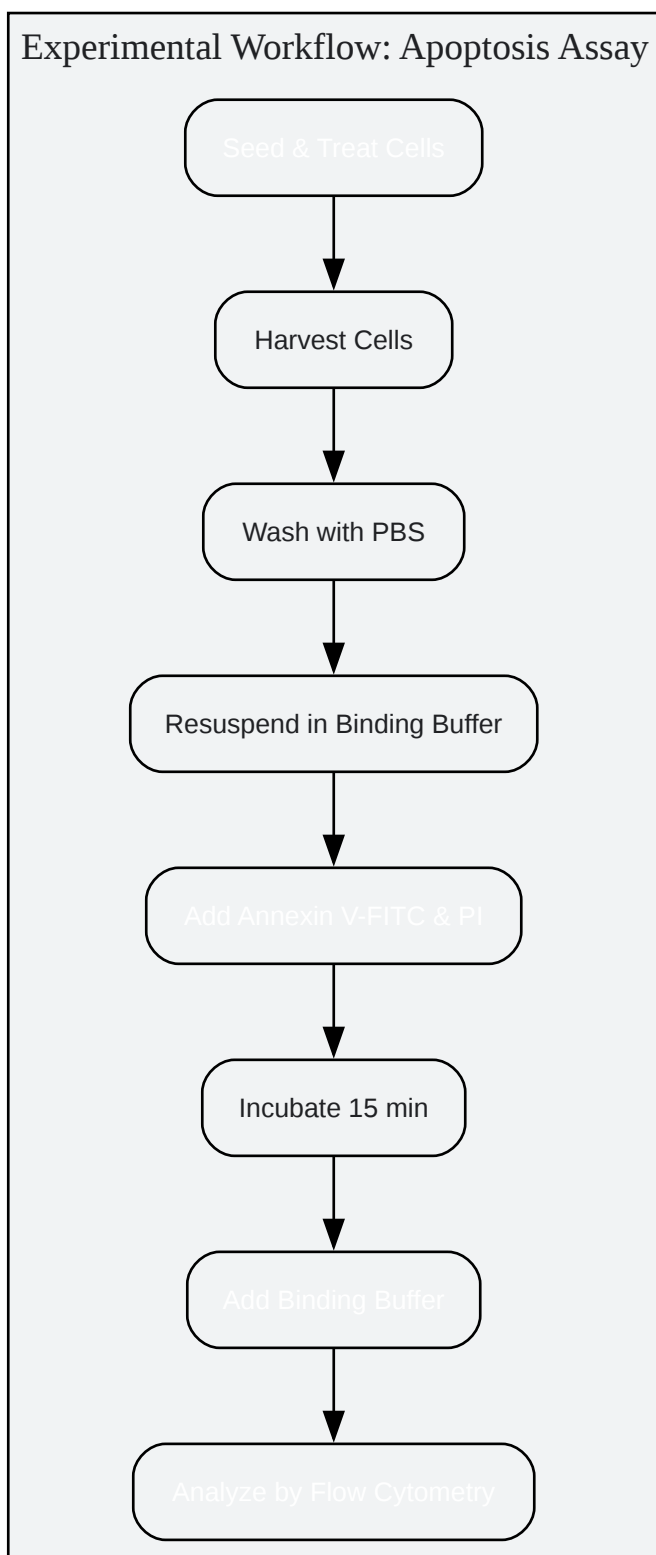 Experimental Workflow: Apoptosis Assay
Seed & Treat Cells
Harvest Cells
Wash with PBS
Resuspend in Binding Buffer
Add Annexin V-FITC & PI
Incubate 15 min
Add Binding Buffer
Analyze by Flow Cytometry